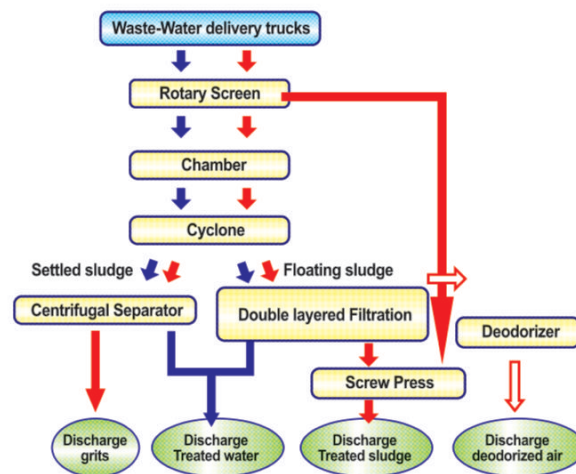 Waste-Water delivery trucks
Rotary Screen
Chamber
Cyclone
Settled sludge
Floating sludge
Centrifugal Separator
Double layered Filtration
Deodorizer
Screw Press
Discharge
grits
Discharge
Treated water
Discharge
Treated sludge
Discharge
deodorized air